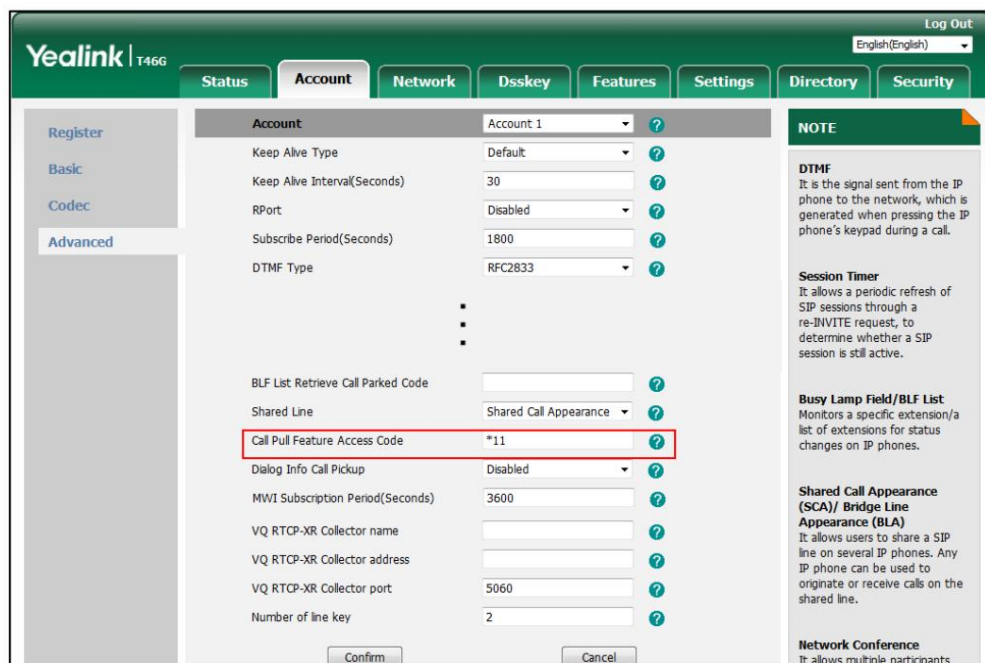 Log Out
English(English)
Yealink T46G
Status
Account
Network
Dsskey
Features
Settings
Directory
Security
Register
Basic
Codec
Advanced
Account
Account 1
Keep Alive Type
Default
Keep Alive Interval(Seconds)
30
RPort
Disabled
Subscribe Period(Seconds)
1800
DTMF Type
RFC2833
BLF List Retrieve Call Parked Code
Shared Line
Shared Call Appearance
Call Pull Feature Access Code
*11
Dialog Info Call Pickup
Disabled
MWI Subscription Period(Seconds)
3600
VQ RTCP-XR Collector name
VQ RTCP-XR Collector address
VQ RTCP-XR Collector port
5060
Number of line key
2
Confirm
Cancel
NOTE
DTMF
It is the signal sent from the IP
phone to the network, which is
generated when pressing the IP
phone's keypad during a call.
Session Timer
It allows a periodic refresh of
SIP sessions through a
re-INVITE request, to
determine whether a SIP
session is still active.
Busy Lamp Field/BLF List
Monitors a specific extension/a
list of extensions for status
changes on IP phones.
Shared Call Appearance
(SCA)/ Bridge Line
Appearance (BLA)
It allows users to share a SIP
line on several IP phones. Any
IP phone can be used to
originate or receive calls on the
shared line.
Network Conference
It allows multiple participants